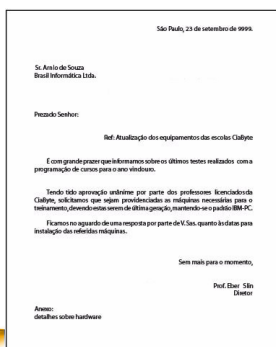 São Paulo, 23 de setembro de 9999.
Sr. Arnio de Souza
Brasil Informática Ltda.
Prezado Senhor:
Ref: Atualização dos equipamentos das escolas CiaByte
É com grande prazer que informamos sobre os últimos testes realizados com a
programação de cursos para o ano vindouro.
Tendo tido aprovação unânime por parte dos professores licenciados da
CiaByte, solicitamos que sejam providenciadas as máquinas necessárias para o
treinamento, devendo estas serem de última geração, mantendo-se o padrão IBM-PC.
Ficamos no aguardo de uma resposta por parte de V.Sas. quanto às datas para
instalação das referidas máquinas.
Sem mais para o momento,
Prof. Eber Slin
Diretor
Anexo:
detalhes sobre hardware